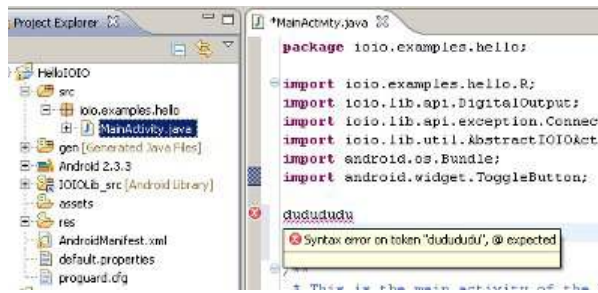 Project Explorer
*MainActivity.java
HelloIOIO
src
ioio.examples.hello
MainActivity.java
gen [Generated Java Files]
Android 2.3.3
IOIOLib_src [Android Library]
assets
res
AndroidManifest.xml
default.properties
proguard.cfg
package ioio.examples.hello;
import ioio.examples.hello.R;
import ioio.lib.api.DigitalOutput;
import ioio.lib.api.exception.Connec
import ioio.lib.util.AbstractIOIOAct
import android.os.Bundle;
import android.widget.ToggleButton;
dudududu
Syntax error on token "dudududu", @ expected
/**
* This is the main activity of the